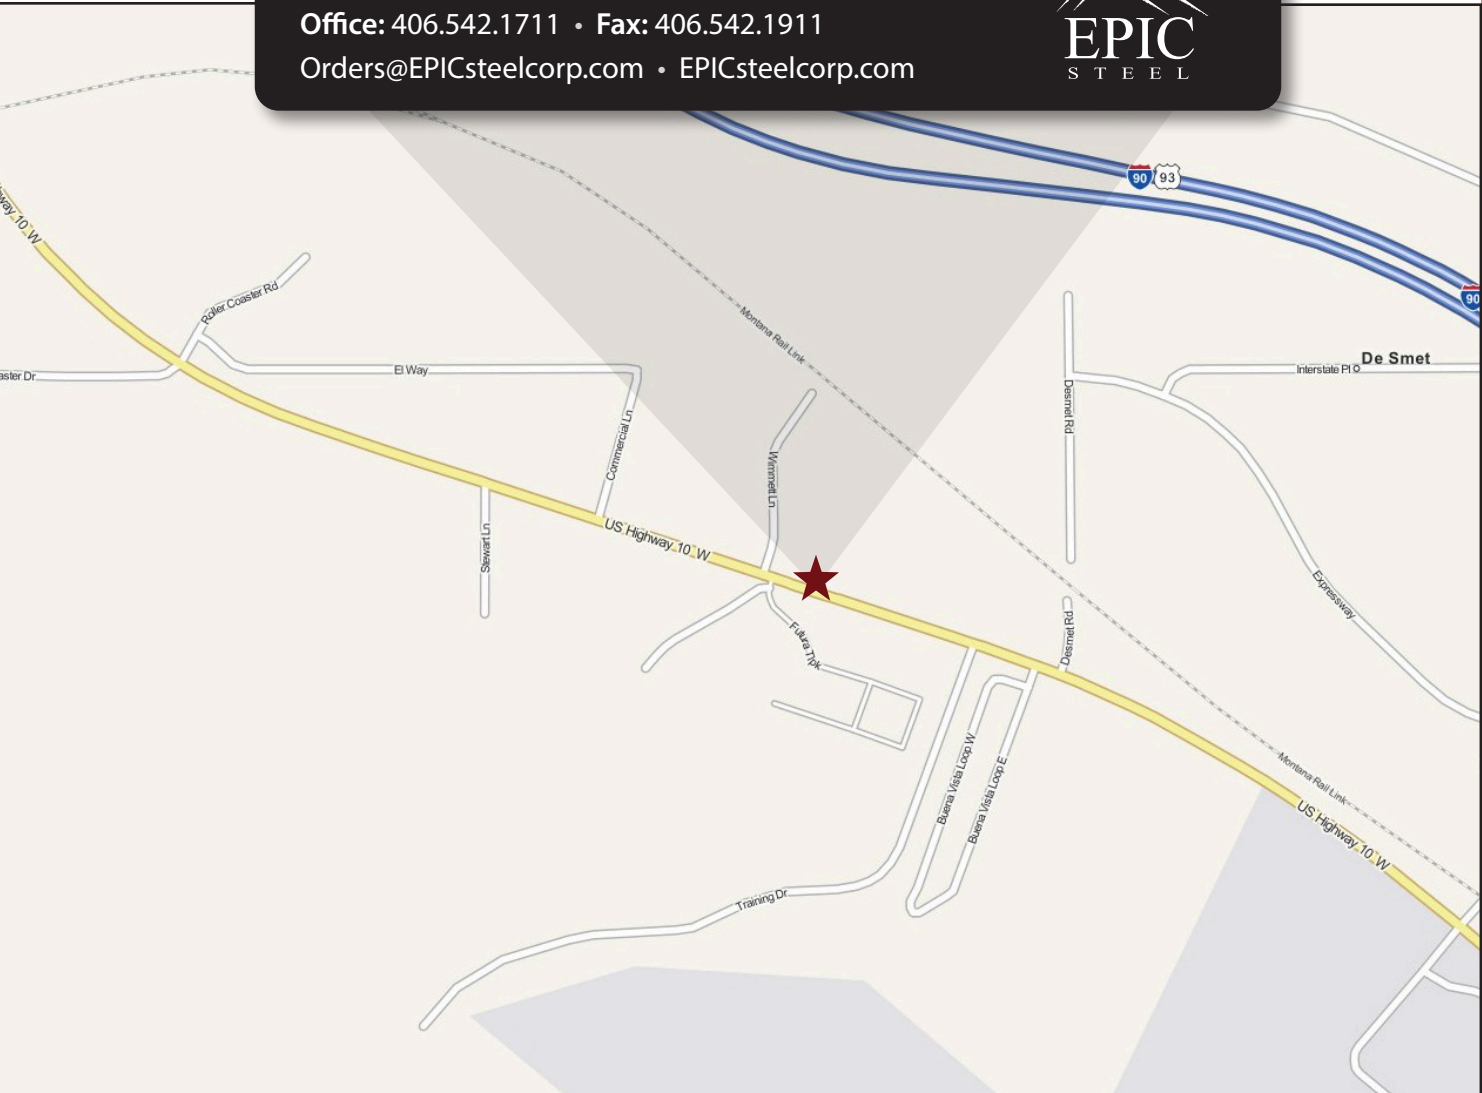 Office: 406.542.1711 • Fax: 406.542.1911
Orders@EPICsteelcorp.com • EPICsteelcorp.com
EPIC
STEEL
90
93
way 10 W
90
Roller Coaster Rd
Montana Rail Link
De Smet
Interstate Pl
El Way
aster Dr
Desmet Rd
Commercial Ln
Wimmett Ln
US Highway 10 W
Stewart Ln
Expressway
Futura Trpk
Desmet Rd
Buena Vista Loop W
Buena Vista Loop E
Montana Rail Link
US Highway 10 W
Training Dr